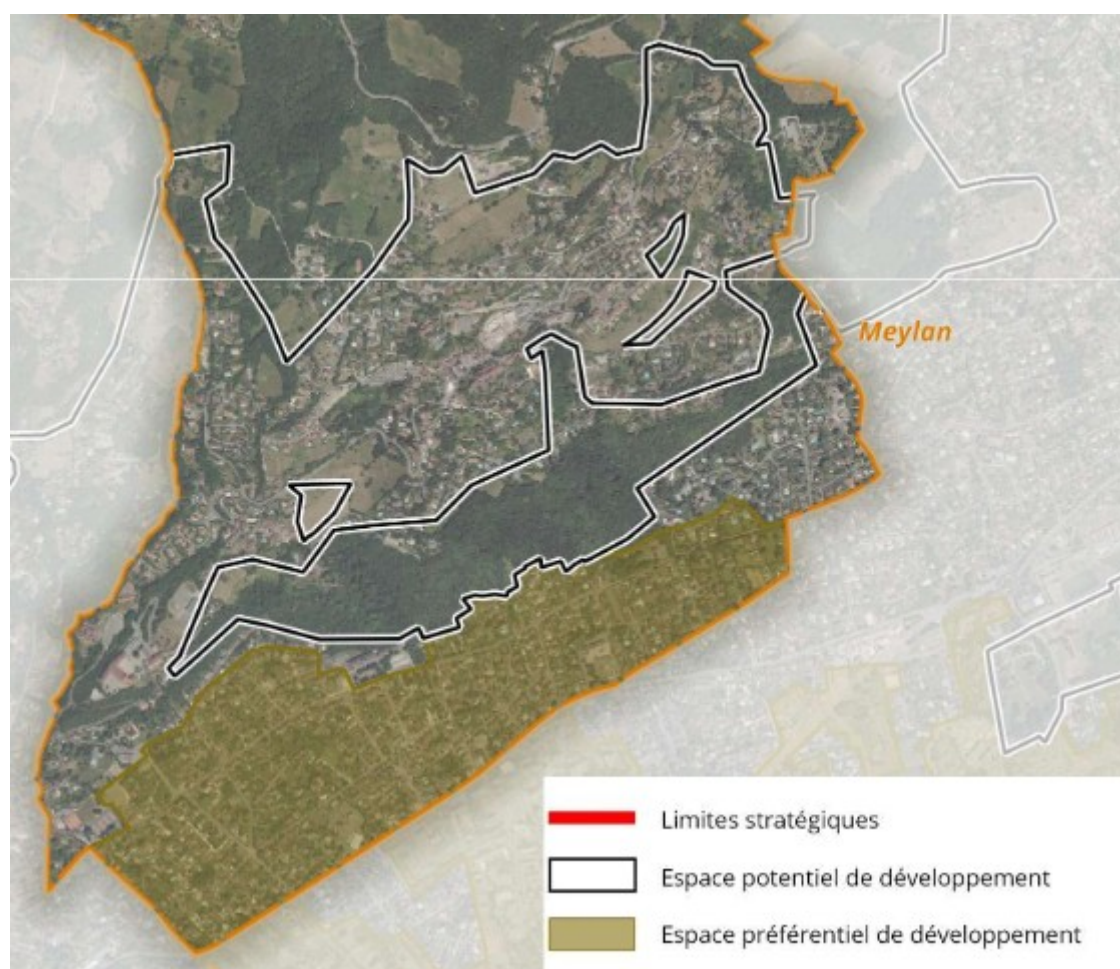 Meylan
Limites stratégiques
Espace potentiel de développement
Espace préférentiel de développement